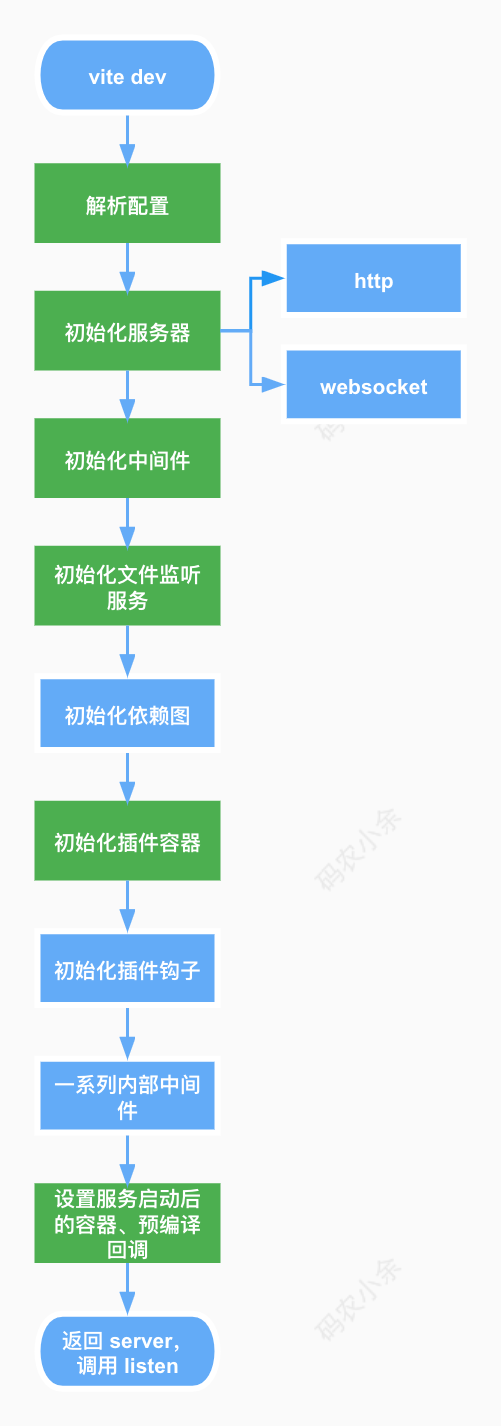 vite dev
解析配置
初始化服务器
http
websocket
码
初始化中间件
初始化文件监听
服务
初始化依赖图
初始化插件容器
码农小余
初始化插件钩子
一系列内部中间
件
设置服务启动后
的容器、预编译
回调
返回 server，
调用 listen
码农小余